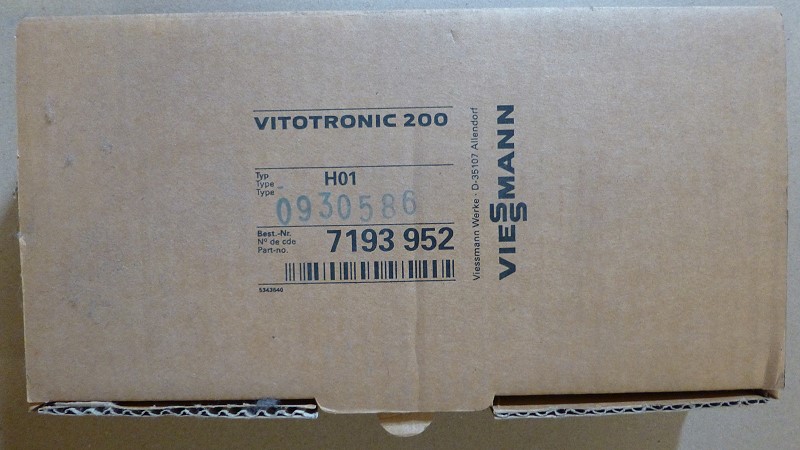 VITOTRONIC 200
Typ
Type
Type
H01
0930586
Best.-Nr.
N° de cde
Part-no.
7193 952
5343540
Viessmann Werke · D-35107 Allendorf
VIESSMANN